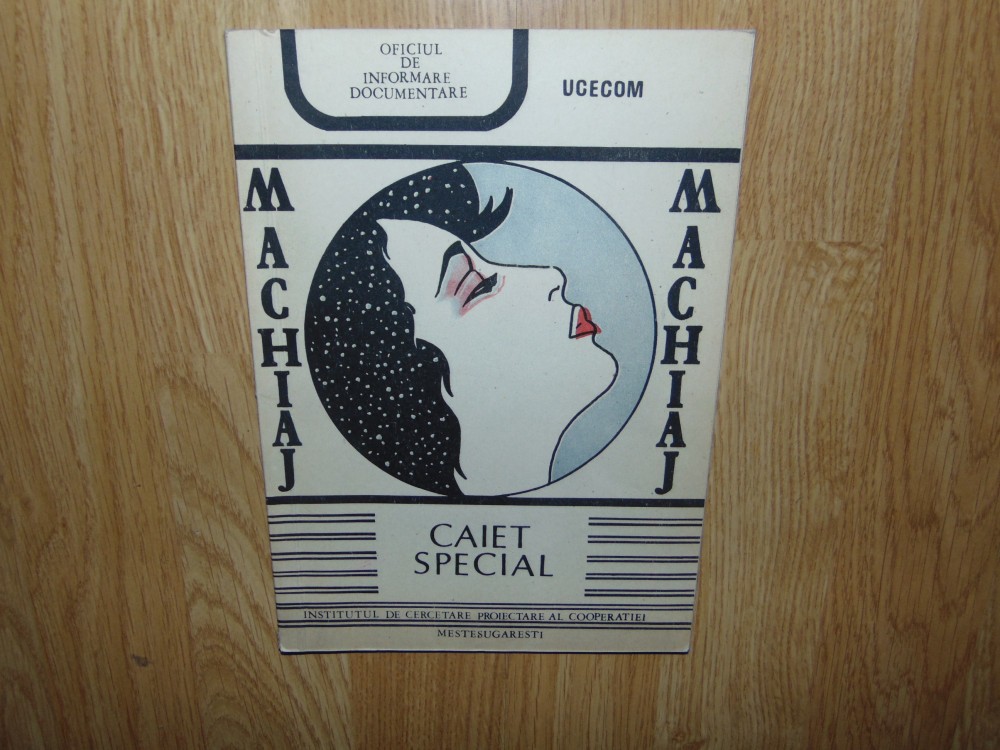 OFICIUL
DE
INFORMARE
DOCUMENTARE
UCECOM
MACHIAJ
MACHIAJ
CAIET
SPECIAL
INSTITUTUL DE CERCETARE PROIECTARE AL COOPERATIEI
MESTESUGARESTI